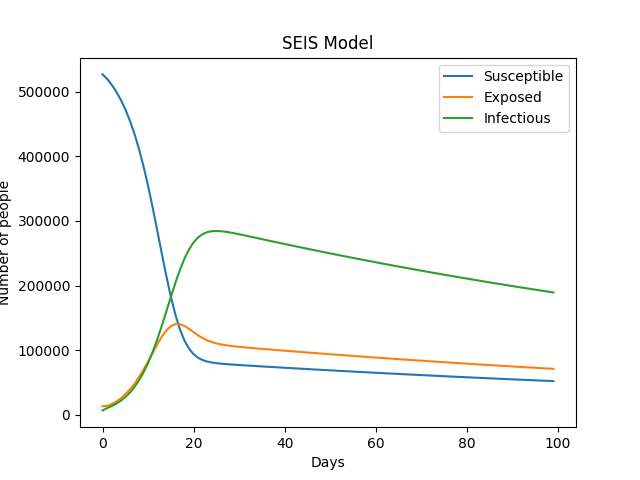 SEIS Model
Number of people
500000
400000
300000
200000
100000
0
0 20 40 60 80 100
Days
Susceptible
Exposed
Infectious